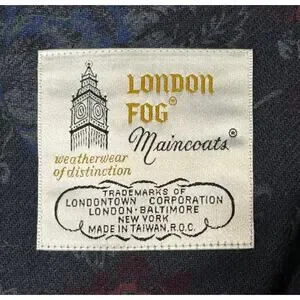 LONDON
FOG®
Maincoats®
weatherwear
of distinction
TRADEMARKS OF
LONDONTOWN CORPORATION
LONDON · BALTIMORE
NEW YORK
MADE IN TAIWAN, R.O.C.